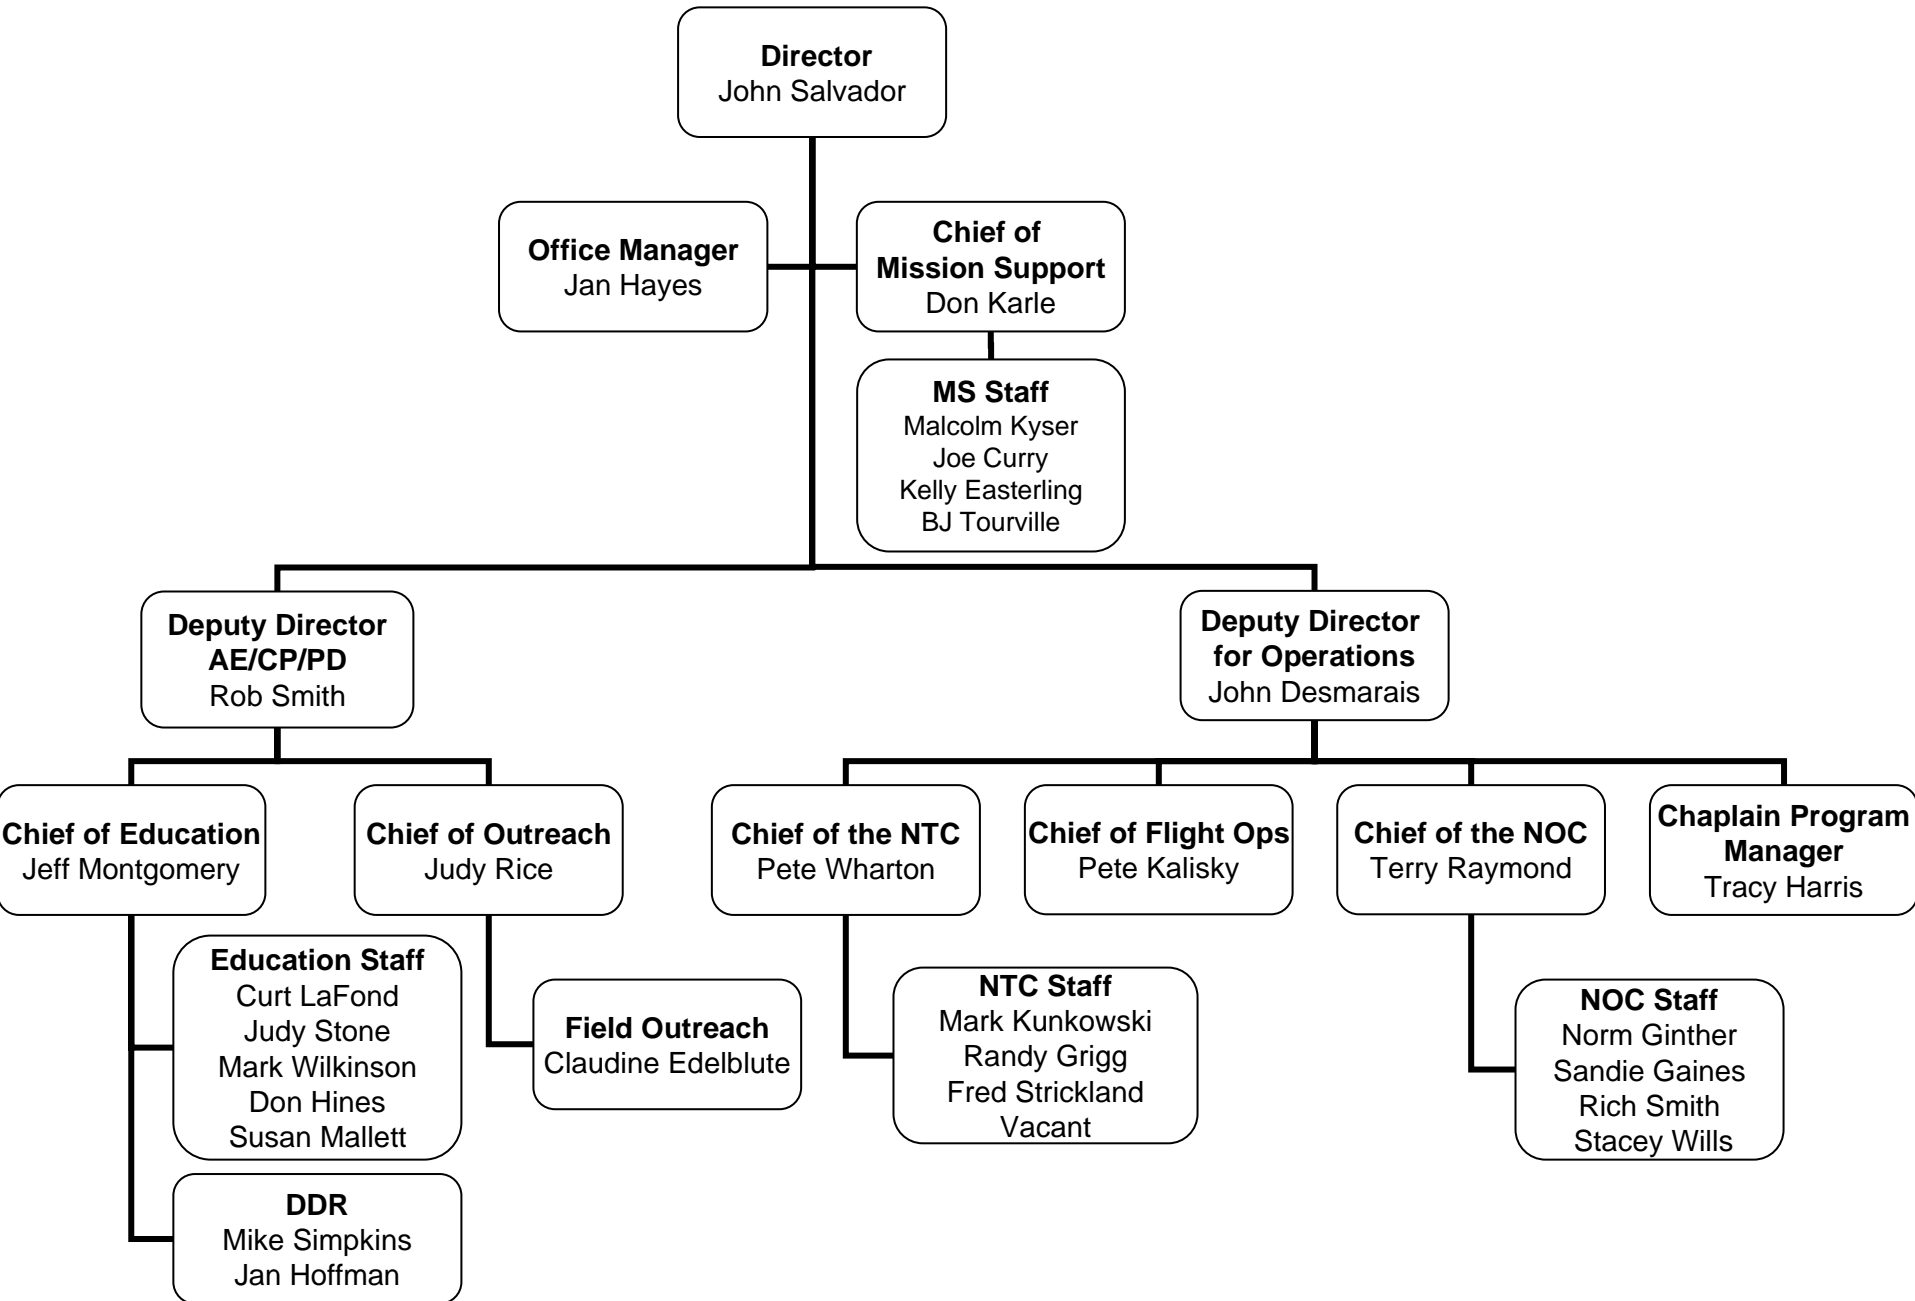 Director
John Salvador
Office Manager
Jan Hayes
Chief of
Mission Support
Don Karle
MS Staff
Malcolm Kyser
Joe Curry
Kelly Easterling
BJ Tourville
Deputy Director
AE/CP/PD
Rob Smith
Deputy Director
for Operations
John Desmarais
Chief of Education
Jeff Montgomery
Chief of Outreach
Judy Rice
Chief of the NTC
Pete Wharton
Chief of Flight Ops
Pete Kalisky
Chief of the NOC
Terry Raymond
Chaplain Program
Manager
Tracy Harris
Education Staff
Curt LaFond
Judy Stone
Mark Wilkinson
Don Hines
Susan Mallett
Field Outreach
Claudine Edelblute
NTC Staff
Mark Kunkowski
Randy Grigg
Fred Strickland
Vacant
NOC Staff
Norm Ginther
Sandie Gaines
Rich Smith
Stacey Wills
DDR
Mike Simpkins
Jan Hoffman